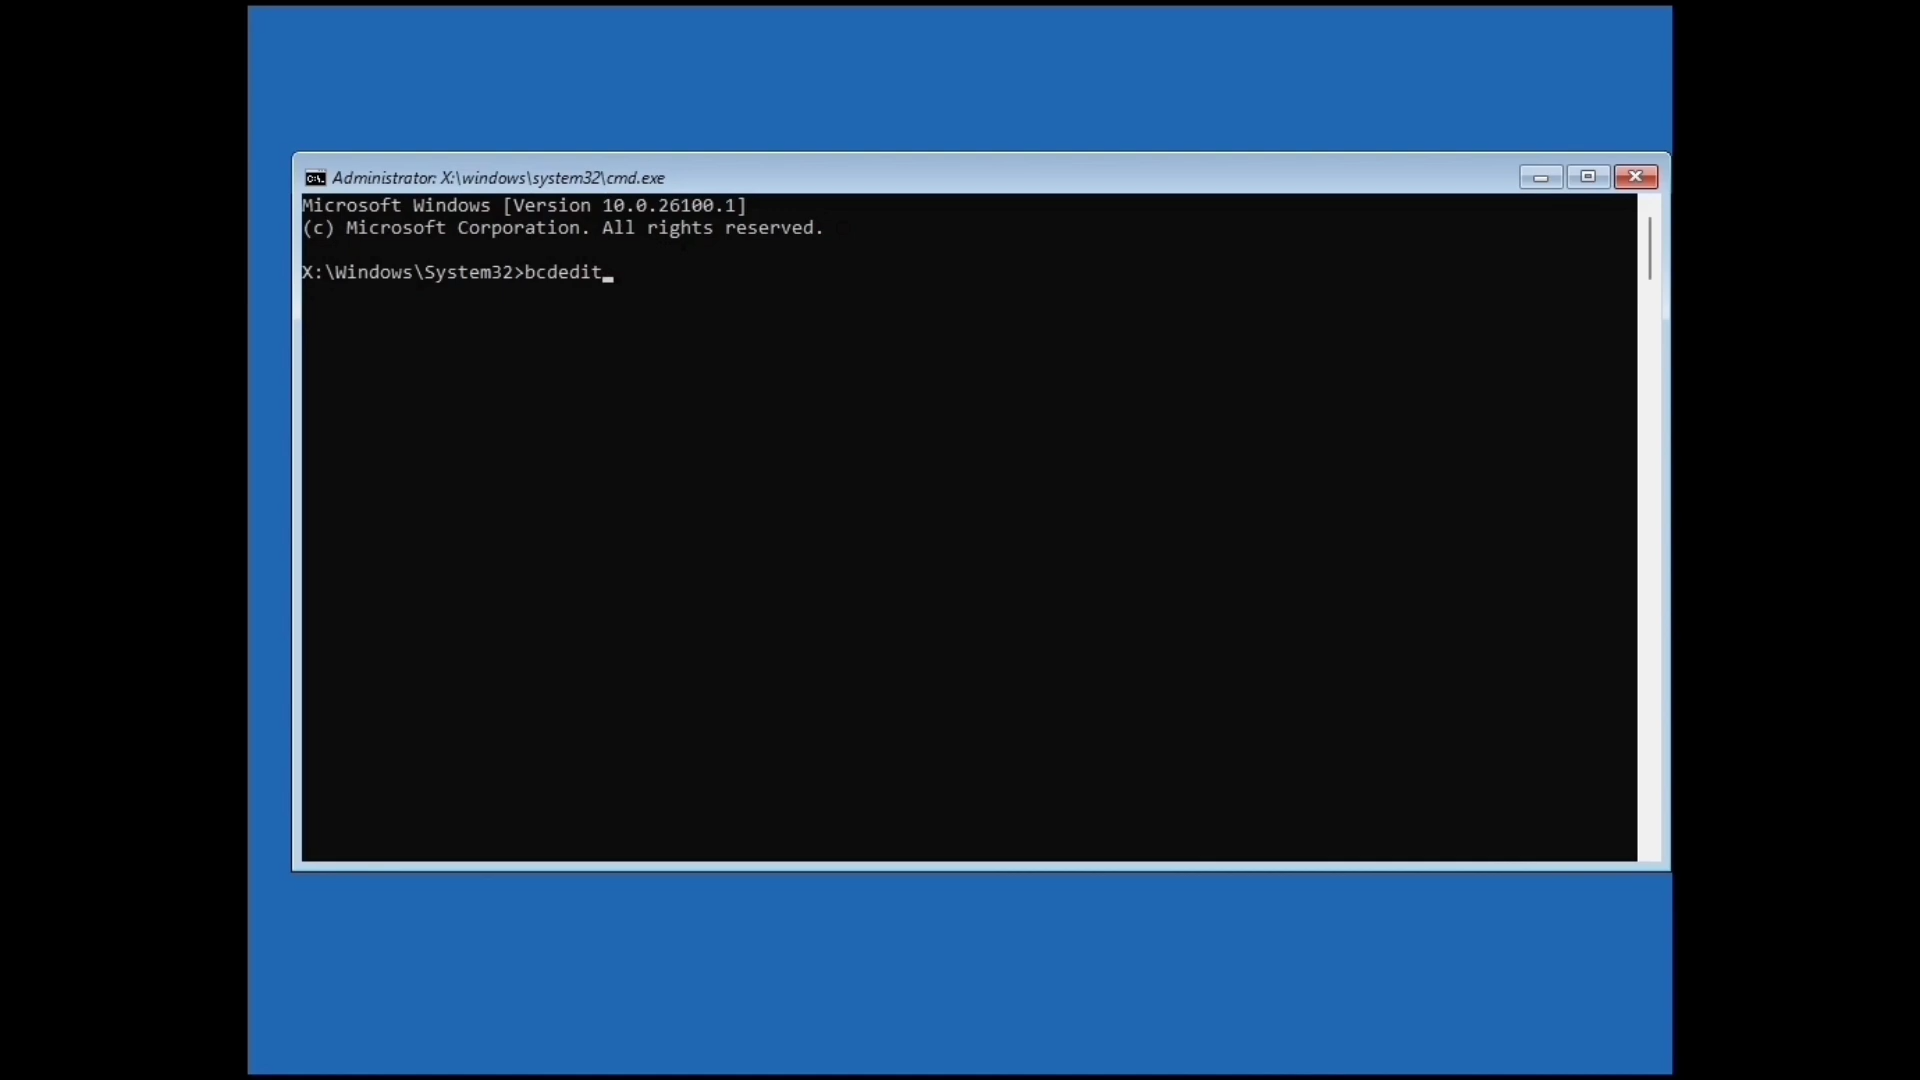 Administrator: X:\windows\system32\cmd.exe
Microsoft Windows [Version 10.0.26100.1]
(c) Microsoft Corporation. All rights reserved.
X:\Windows\System32>bcdedit